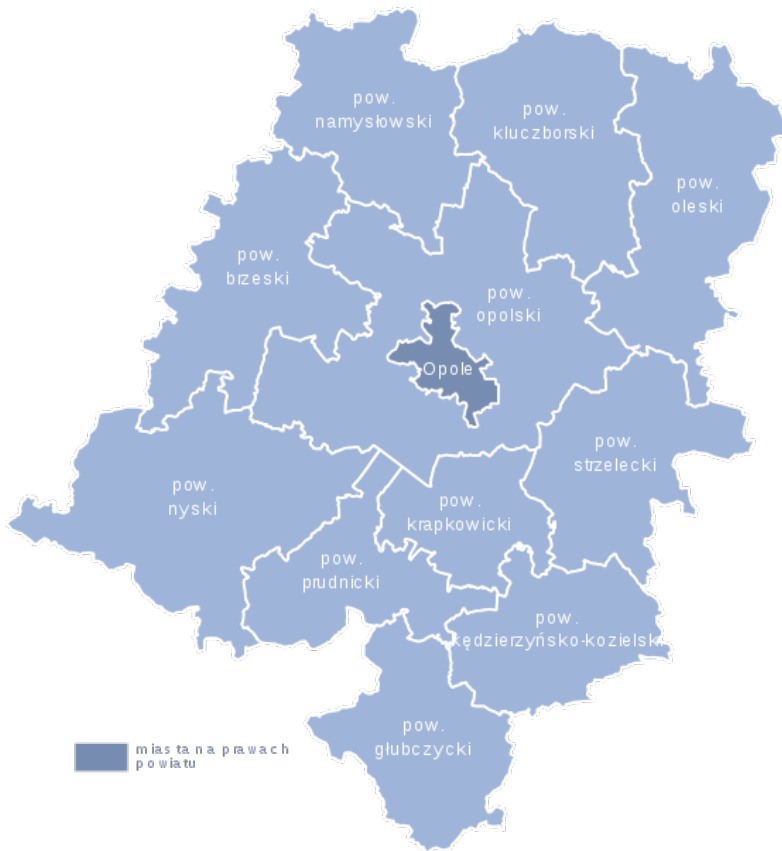 pow.
namysłowski
pow.
kluczborski
pow.
oleski
pow.
brzeski
pow.
opolski
Opole
pow.
strzelecki
pow.
nyski
pow.
krapkowicki
pow.
prudnicki
pow.
kędzierzyńsko-kozielski
pow.
głubczycki
miasta na prawach
powiatu